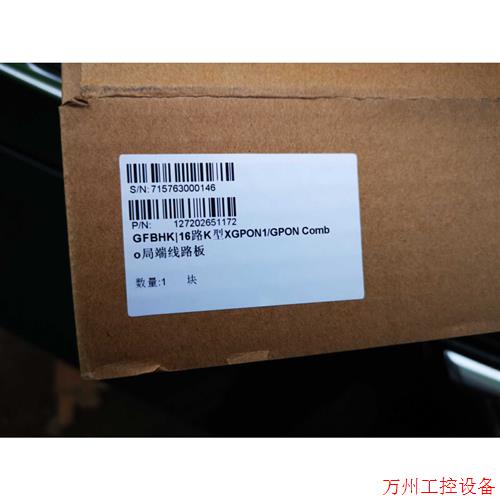 S/N: 715763000146
P/N: 127202651172
GFBHK|16路K型XGPON1/GPON Comb
o局端线路板
数量:1 块
万州工控设备